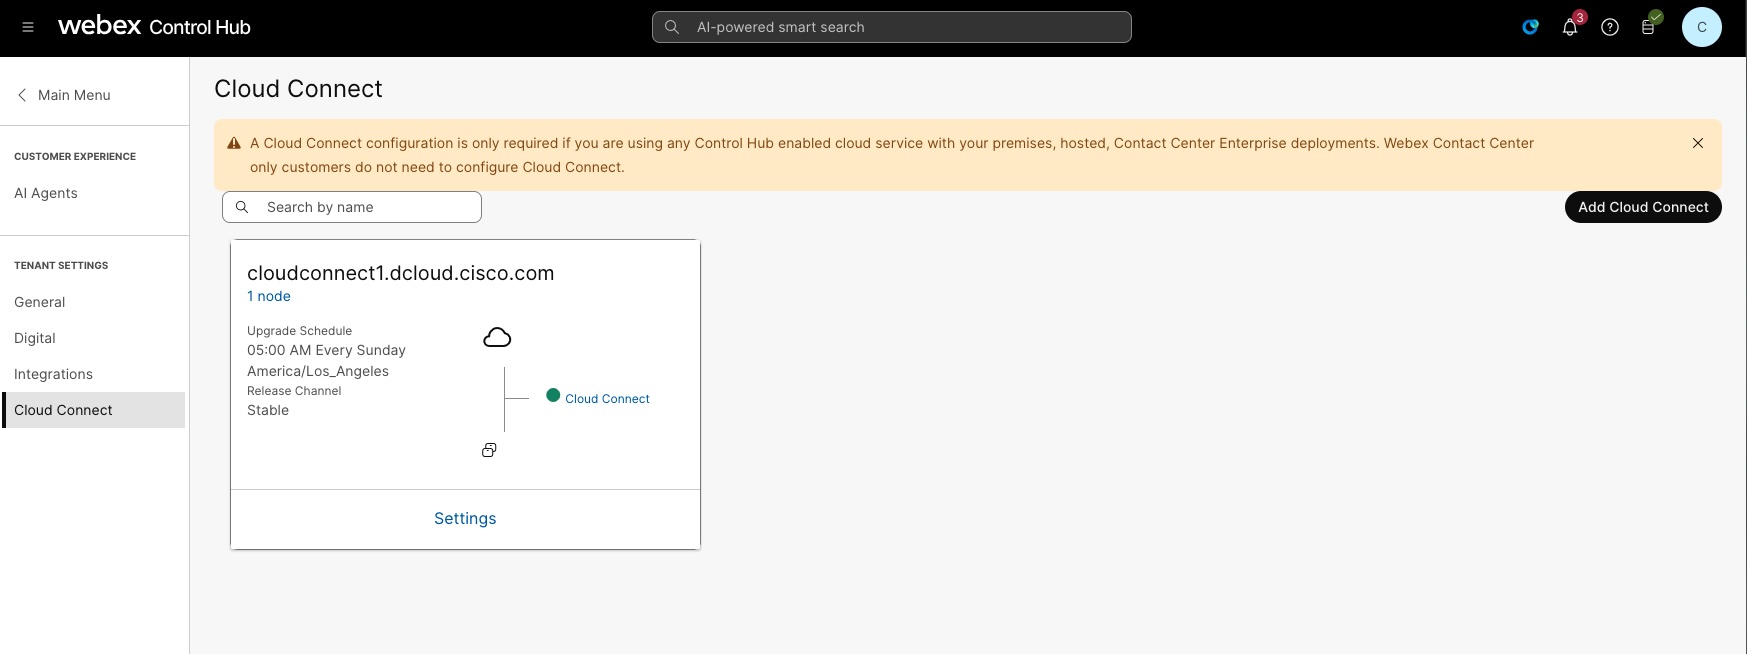 webex Control Hub
AI-powered smart search
3
C
Main Menu
CUSTOMER EXPERIENCE
AI Agents
TENANT SETTINGS
General
Digital
Integrations
Cloud Connect
Cloud Connect
A Cloud Connect configuration is only required if you are using any Control Hub enabled cloud service with your premises, hosted, Contact Center Enterprise deployments. Webex Contact Center
only customers do not need to configure Cloud Connect.
Search by name
Add Cloud Connect
cloudconnect1.dcloud.cisco.com
1 node
Upgrade Schedule
05:00 AM Every Sunday
America/Los_Angeles
Release Channel
Stable
Cloud Connect
Settings